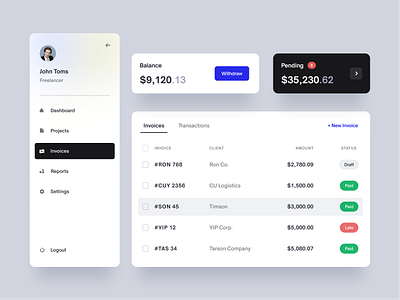 John Toms
Freelancer
Dashboard
Projects
Invoices
Reports
Settings
Logout
Balance
$9,120.13
Withdraw
Pending
$35,230.62
Invoices Transactions + New Invoice
INVOICE CLIENT AMOUNT STATUS
#RON 768 Ron Co. $2,780.09 Draft
#CUY 2356 CU Logistics $1,500.00 Paid
#SON 45 Timson $3,000.00 Paid
#YIP 12 YIP Corp. $5,000.00 Late
#TAS 34 Tarson Company $5,080.07 Paid